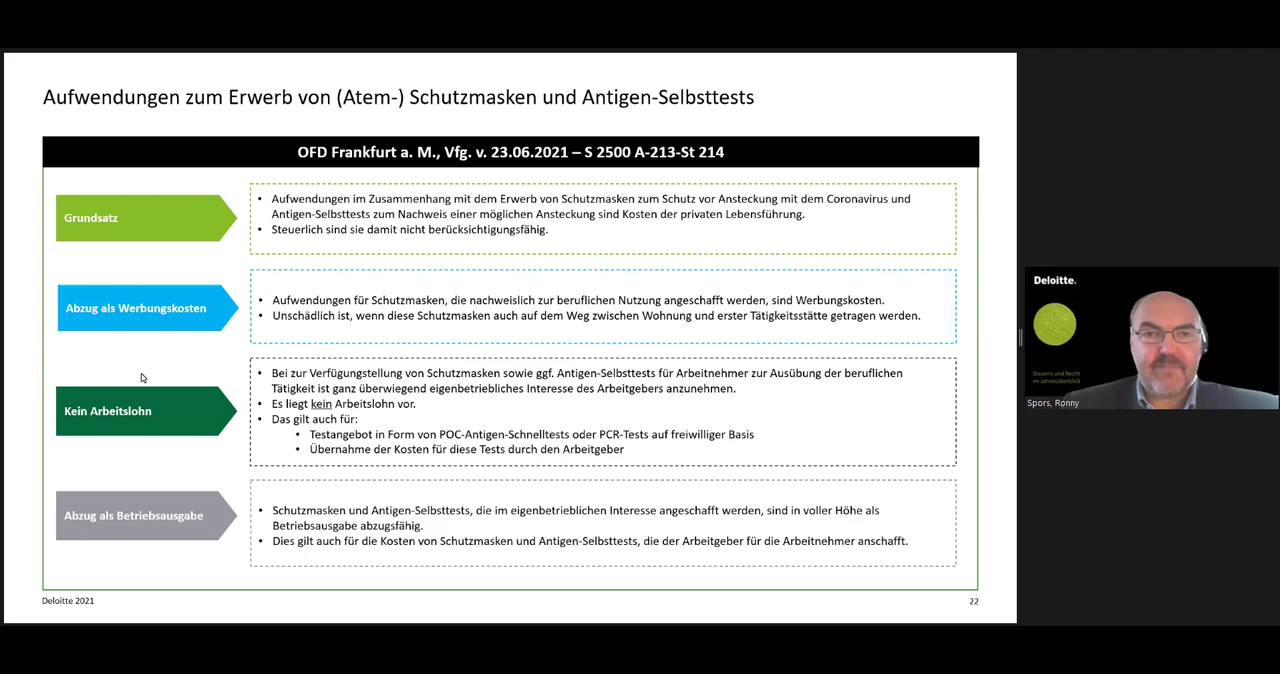 Aufwendungen zum Erwerb von (Atem-) Schutzmasken und Antigen-Selbsttests
OFD Frankfurt a. M., Vfg. v. 23.06.2021 – S 2500 A-213-St 214
Grundsatz
• Aufwendungen im Zusammenhang mit dem Erwerb von Schutzmasken zum Schutz vor Ansteckung mit dem Coronavirus und
Antigen-Selbsttests zum Nachweis einer möglichen Ansteckung sind Kosten der privaten Lebensführung.
• Steuerlich sind sie damit nicht berücksichtigungsfähig.
Abzug als Werbungskosten
• Aufwendungen für Schutzmasken, die nachweislich zur beruflichen Nutzung angeschafft werden, sind Werbungskosten.
• Unschädlich ist, wenn diese Schutzmasken auch auf dem Weg zwischen Wohnung und erster Tätigkeitsstätte getragen werden.
Kein Arbeitslohn
• Bei zur Verfügungstellung von Schutzmasken sowie ggf. Antigen-Selbsttests für Arbeitnehmer zur Ausübung der beruflichen
Tätigkeit ist ganz überwiegend eigenbetriebliches Interesse des Arbeitgebers anzunehmen.
• Es liegt kein Arbeitslohn vor.
• Das gilt auch für:
• Testangebot in Form von POC-Antigen-Schnelltests oder PCR-Tests auf freiwilliger Basis
• Übernahme der Kosten für diese Tests durch den Arbeitgeber
Abzug als Betriebsausgabe
• Schutzmasken und Antigen-Selbsttests, die im eigenbetrieblichen Interesse angeschafft werden, sind in voller Höhe als
Betriebsausgabe abzugsfähig.
• Dies gilt auch für die Kosten von Schutzmasken und Antigen-Selbsttests, die der Arbeitgeber für die Arbeitnehmer anschafft.
Deloitte 2021
22
Deloitte.
Steuern und Recht
im Jahresüberblick
Spors, Ronny